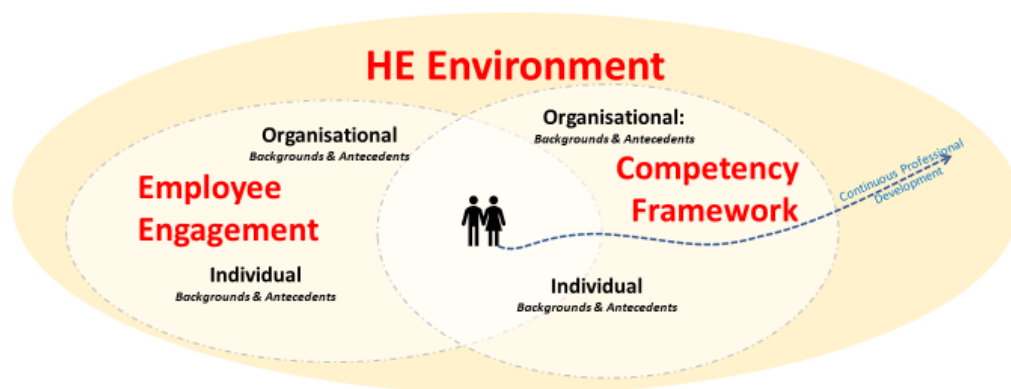 HE Environment
Organisational
Backgrounds & Antecedents
Employee
Engagement
Individual
Backgrounds & Antecedents
Organisational:
Backgrounds & Antecedents
Competency
Framework
Individual
Backgrounds & Antecedents
Continuous Professional
Development